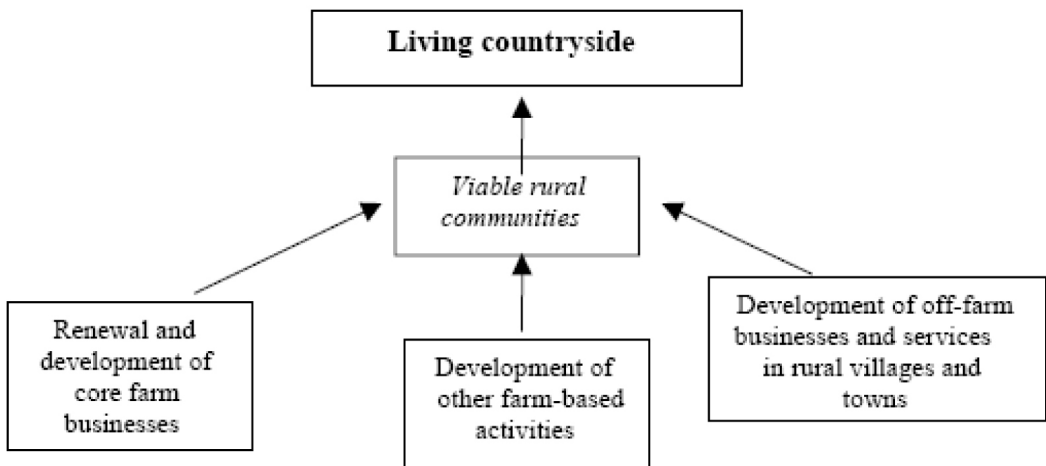 Living countryside
Viable rural
communities
Renewal and
development of
core farm
businesses
Development of
other farm-based
activities
Development of off-farm
businesses and services
in rural villages and
towns